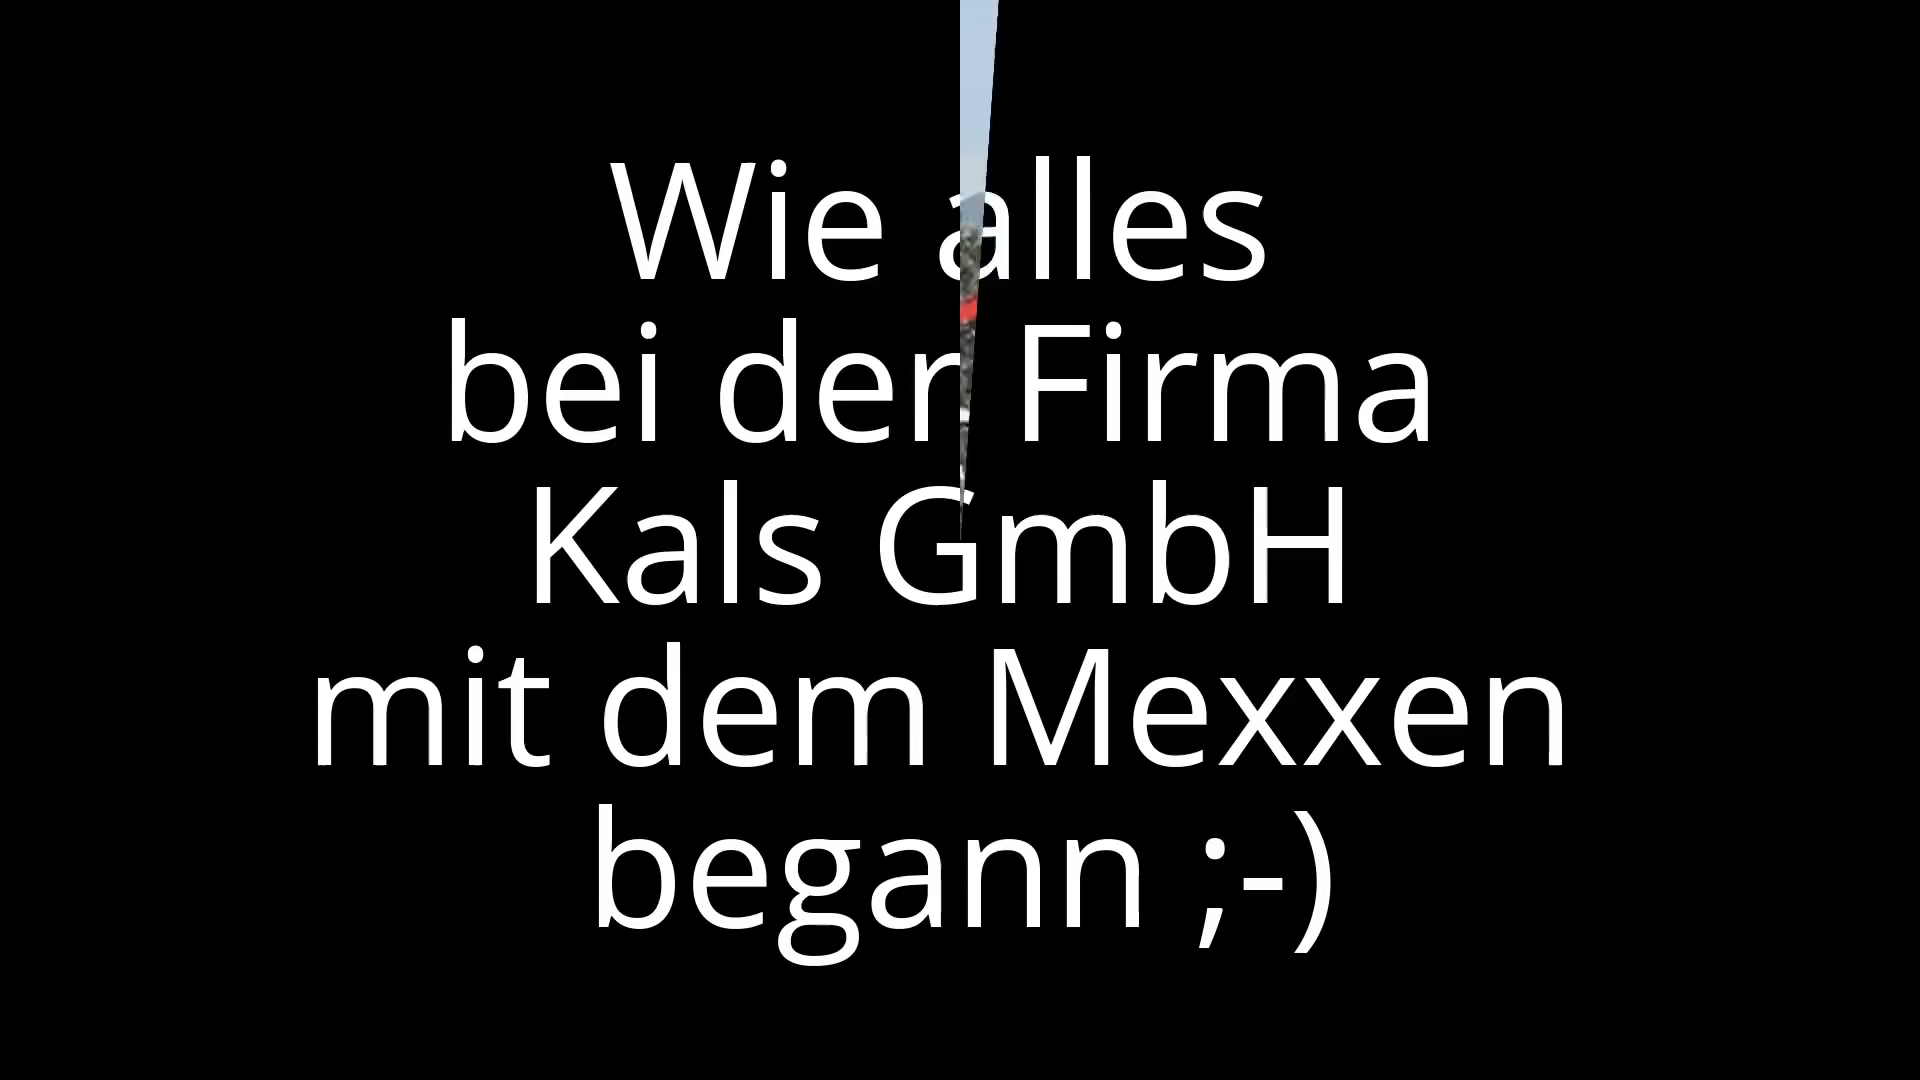 Wie alles
bei der Firma
Kals GmbH
mit dem Mexxen
begann ;-)